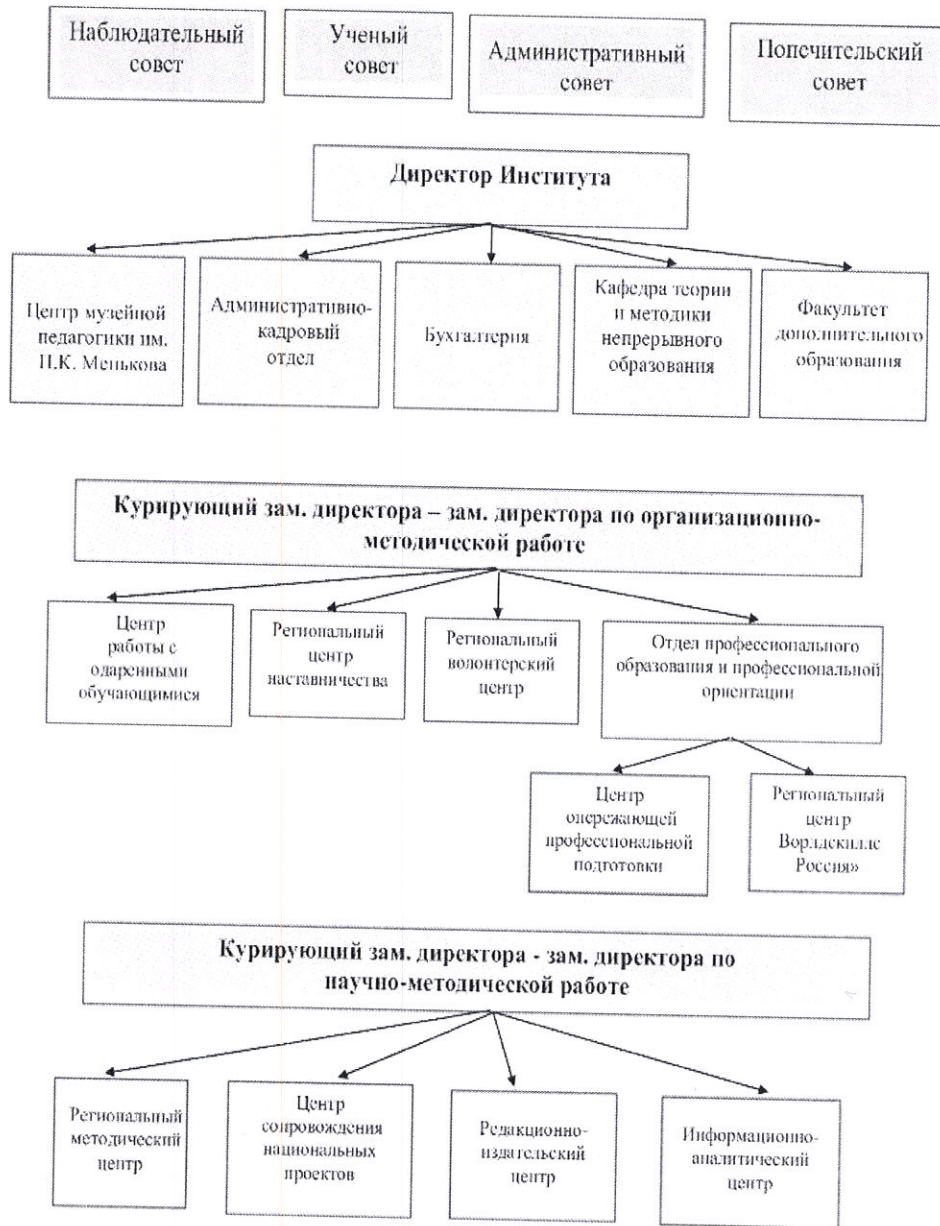 Наблюдательный
совет
Ученый
совет
Административный
совет
Попечительский
совет
Директор Института
Центр музейной
педагогики им.
Н.К. Менькова
Административно-
кадровый
отдел
Бухгалтерия
Кафедра теории
и методики
непрерывного
образования
Факультет
дополнительного
образования
Курирующий зам. директора – зам. директора по организационно-
методической работе
Центр
работы с
одаренными
обучающимися
Региональный
центр
наставничества
Региональный
волонтерский
центр
Отдел профессионального
образования и профессиональной
ориентации
Центр
опережающей
профессиональной
подготовки
Региональный
центр
Ворлдскиллс
Россия»
Курирующий зам. директора - зам. директора по
научно-методической работе
Региональный
методический
центр
Центр
сопровождения
национальных
проектов
Редакционно-
издательский
центр
Информационно-
аналитический
центр